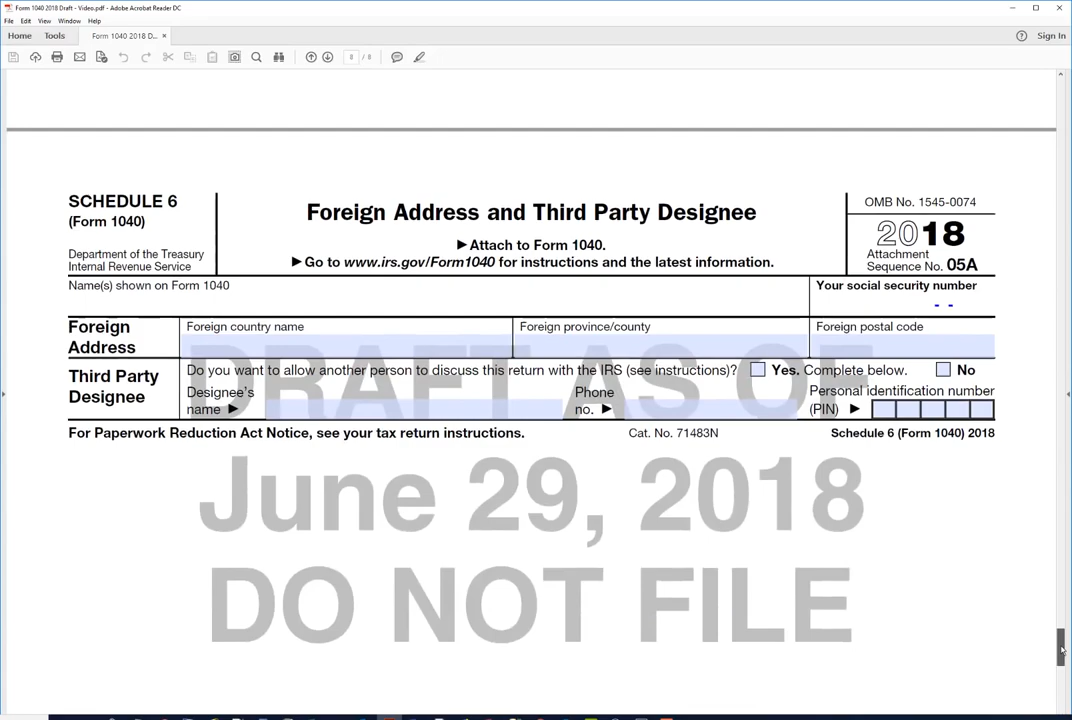 Form 1040 2018 Draft - Video.pdf - Adobe Acrobat Reader DC
File Edit View Window Help
Home Tools Form 1040 2018 D... × Sign In
8 / 8
SCHEDULE 6
(Form 1040)
Department of the Treasury
Internal Revenue Service
Foreign Address and Third Party Designee
▶ Attach to Form 1040.
▶ Go to www.irs.gov/Form1040 for instructions and the latest information.
OMB No. 1545-0074
2018
Attachment
Sequence No. 05A
Name(s) shown on Form 1040
Your social security number
- -
Foreign
Address
Foreign country name
Foreign province/county
Foreign postal code
Third Party
Designee
Do you want to allow another person to discuss this return with the IRS (see instructions)? Yes. Complete below. No
Designee's
name ▶
Phone
no. ▶
Personal identification number
(PIN) ▶
For Paperwork Reduction Act Notice, see your tax return instructions. Cat. No. 71483N Schedule 6 (Form 1040) 2018
DRAFT AS OF
June 29, 2018
DO NOT FILE